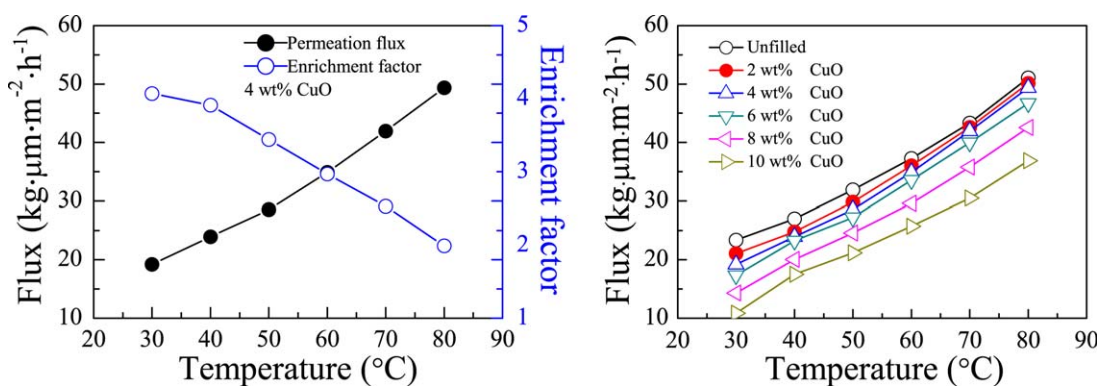 Flux (kg·μm·m⁻²·h⁻¹)
60
50
40
30
20
10
Permeation flux
Enrichment factor
4 wt% CuO
5
4
3
2
1
Enrichment factor
20 30 40 50 60 70 80 90
Temperature (°C)
Flux (kg·μm·m⁻²·h⁻¹)
60
50
40
30
20
10
Unfilled
2 wt% CuO
4 wt% CuO
6 wt% CuO
8 wt% CuO
10 wt% CuO
20 30 40 50 60 70 80 90
Temperature (°C)